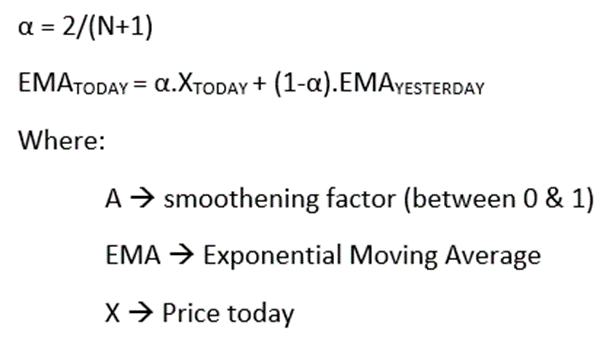 α = 2/(N+1)
EMATODAY = α.XTODAY + (1-α).EMAYESTERDAY
Where:
A → smoothening factor (between 0 & 1)
EMA → Exponential Moving Average
X → Price today